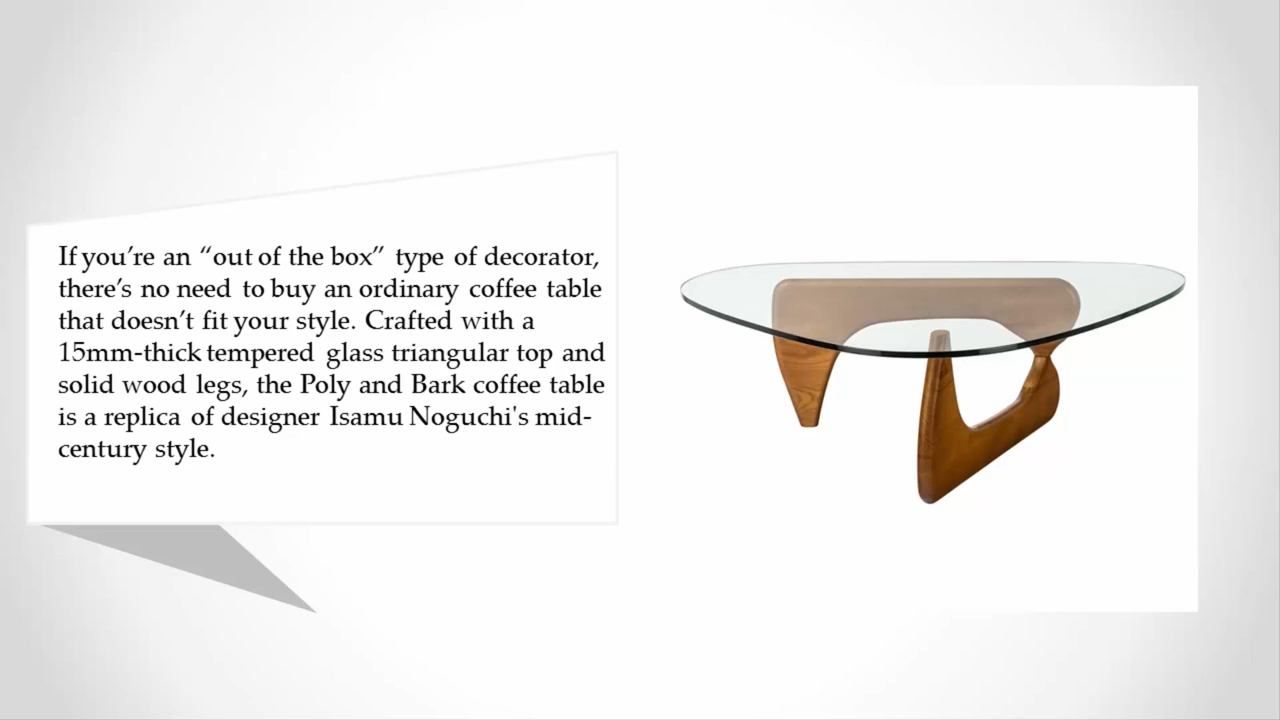 If you’re an “out of the box” type of decorator,
there’s no need to buy an ordinary coffee table
that doesn’t fit your style. Crafted with a
15mm-thick tempered glass triangular top and
solid wood legs, the Poly and Bark coffee table
is a replica of designer Isamu Noguchi's mid-
century style.